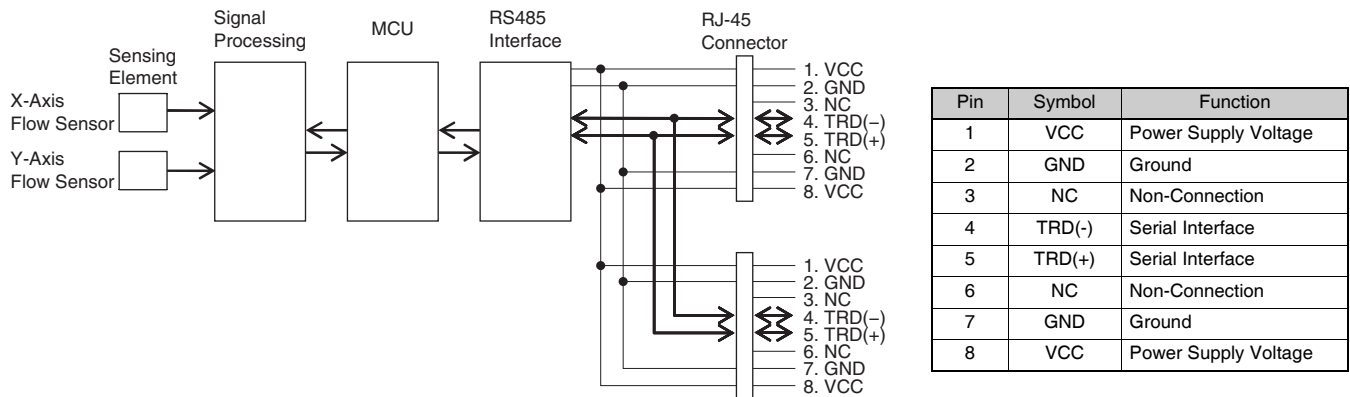 Signal
Processing
MCU
RS485
Interface
RJ-45
Connector
Sensing
Element
X-Axis
Flow Sensor
Y-Axis
Flow Sensor
1. VCC
2. GND
3. NC
4. TRD(−)
5. TRD(+)
6. NC
7. GND
8. VCC
1. VCC
2. GND
3. NC
4. TRD(−)
5. TRD(+)
6. NC
7. GND
8. VCC
Pin Symbol Function
1 VCC Power Supply Voltage
2 GND Ground
3 NC Non-Connection
4 TRD(-) Serial Interface
5 TRD(+) Serial Interface
6 NC Non-Connection
7 GND Ground
8 VCC Power Supply Voltage